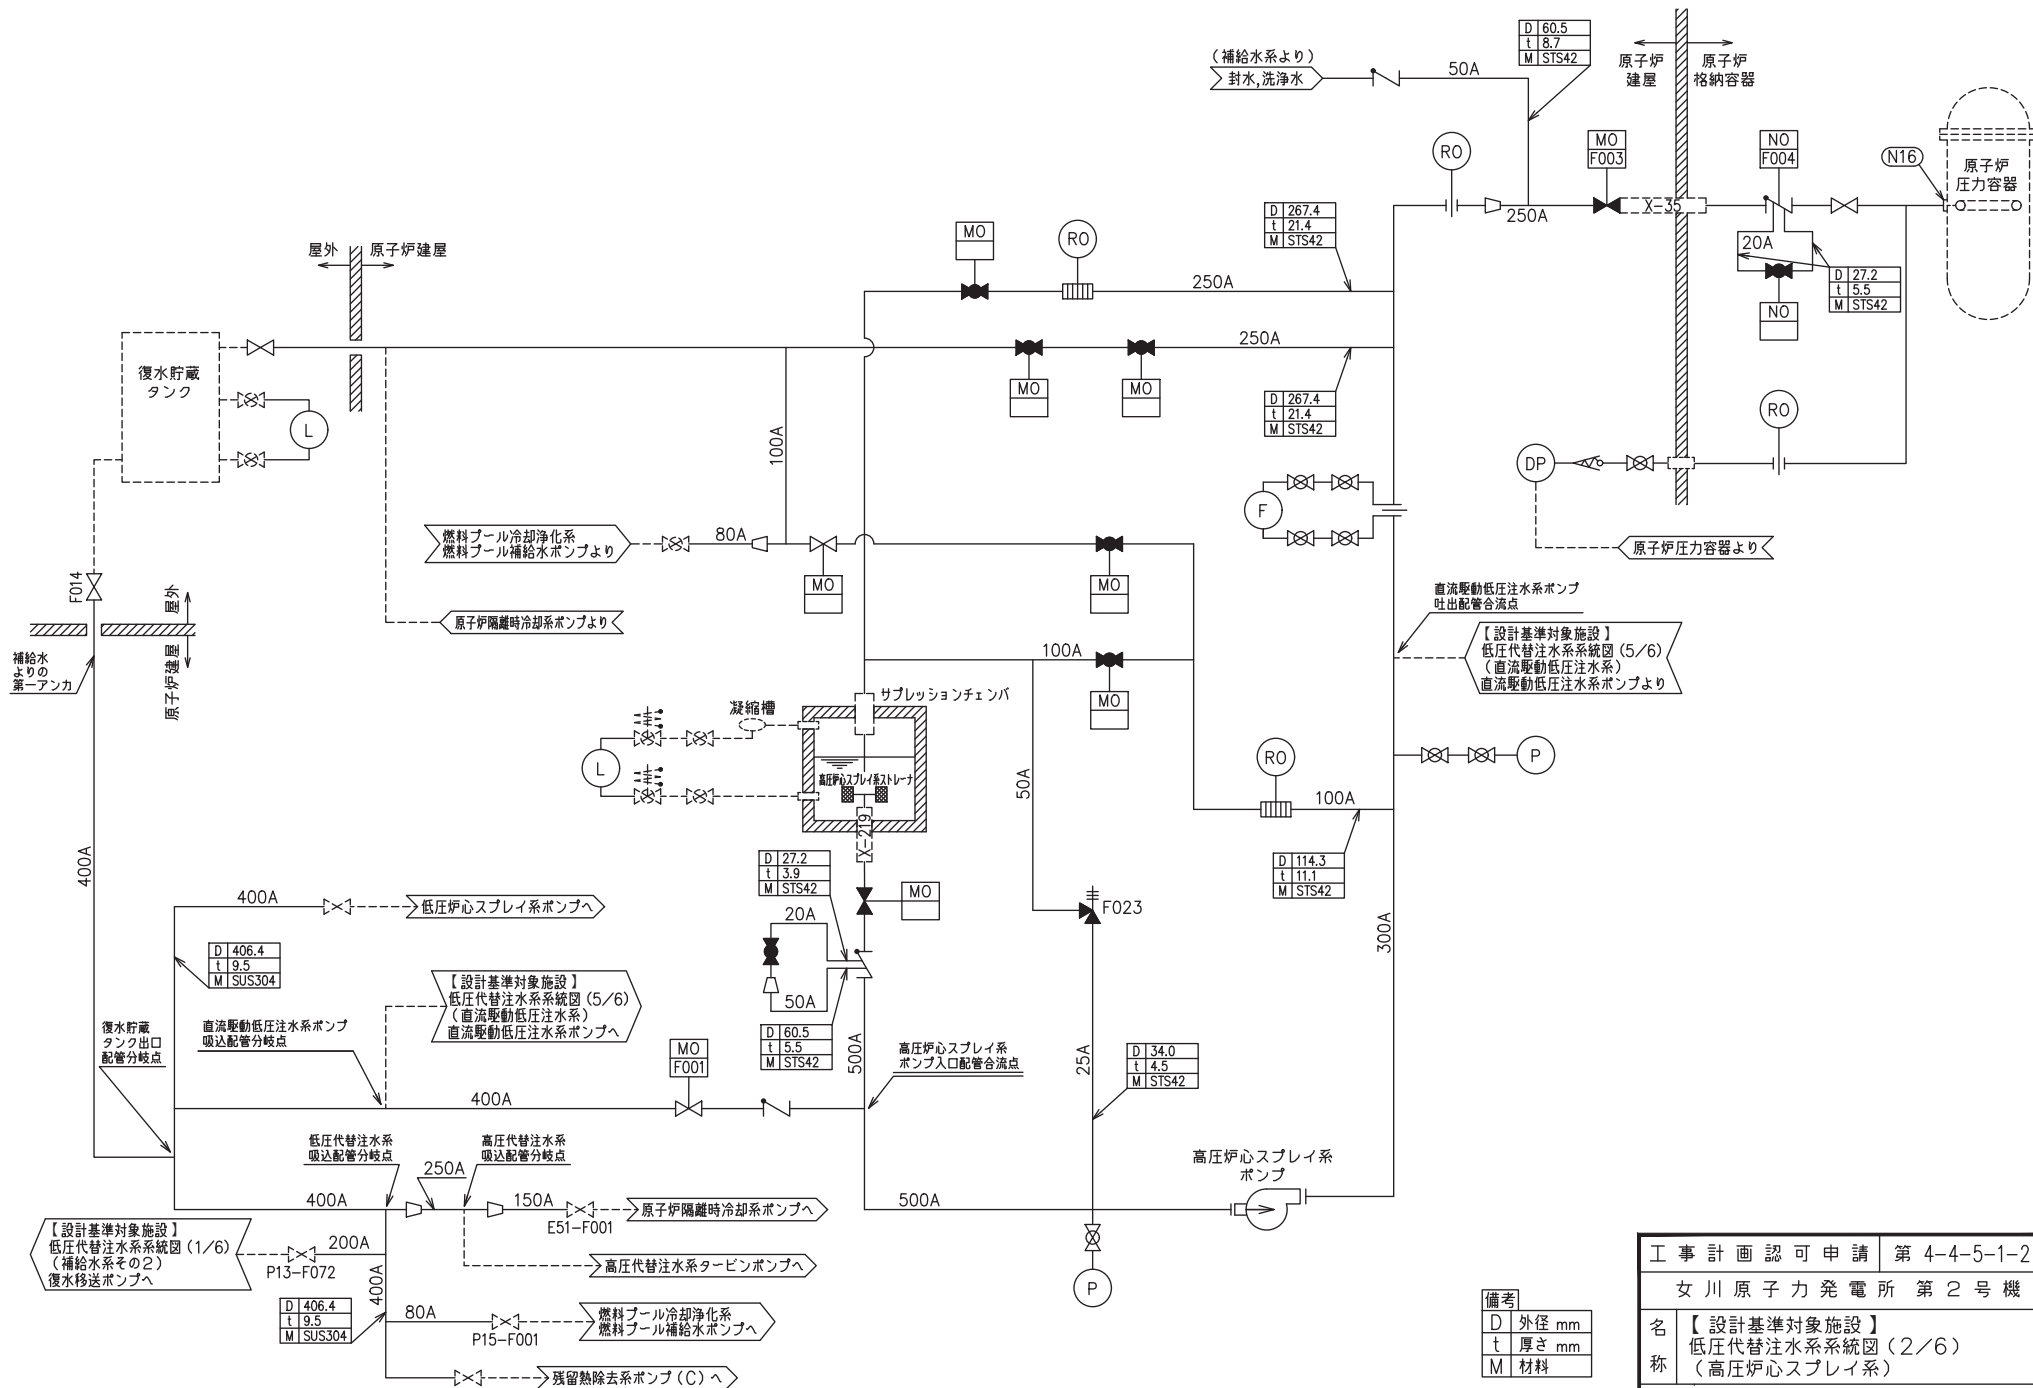 (補給水系より)
封水,洗浄水
50A
D 60.5
t 8.7
M STS42
原子炉
建屋
原子炉
格納容器
RO
MO
F003
NO
F004
N16
原子炉
圧力容器
250A
X-35
20A
D 27.2
t 5.5
M STS42
NO
屋外
原子炉建屋
MO
RO
D 267.4
t 21.4
M STS42
250A
復水貯蔵
タンク
L
250A
MO
MO
D 267.4
t 21.4
M STS42
RO
DP
100A
F
原子炉圧力容器より
燃料プール冷却浄化系
燃料プール補給水ポンプより
80A
MO
MO
F014
屋外
原子炉建屋
原子炉隔離時冷却系ポンプより
直流駆動低圧注水系ポンプ
吐出配管合流点
【設計基準対象施設】
低圧代替注水系系統図(5/6)
(直流駆動低圧注水系)
直流駆動低圧注水系ポンプより
補給水
よりの
第一アンカ
100A
MO
サプレッションチェンバ
凝縮槽
L
高圧炉心スプレイ系ストレーナ
X-219
50A
RO
P
100A
D 114.3
t 11.1
M STS42
400A
D 27.2
t 3.9
M STS42
MO
20A
50A
F023
300A
400A
低圧炉心スプレイ系ポンプへ
D 406.4
t 9.5
M SUS304
【設計基準対象施設】
低圧代替注水系系統図(5/6)
(直流駆動低圧注水系)
直流駆動低圧注水系ポンプへ
復水貯蔵
タンク出口
配管分岐点
直流駆動低圧注水系ポンプ
吸込配管分岐点
MO
F001
D 60.5
t 5.5
M STS42
500A
高圧炉心スプレイ系
ポンプ入口配管合流点
25A
D 34.0
t 4.5
M STS42
400A
低圧代替注水系
吸込配管分岐点
高圧代替注水系
吸込配管分岐点
250A
高圧炉心スプレイ系
ポンプ
400A
150A
E51-F001
原子炉隔離時冷却系ポンプへ
500A
【設計基準対象施設】
低圧代替注水系系統図(1/6)
(補給水系その2)
復水移送ポンプへ
200A
P13-F072
400A
高圧代替注水系タービンポンプへ
P
D 406.4
t 9.5
M SUS304
80A
P15-F001
燃料プール冷却浄化系
燃料プール補給水ポンプへ
残留熱除去系ポンプ(C)へ
備考
D 外径 mm
t 厚さ mm
M 材料
工事計画認可申請 第 4-4-5-1-2
女川原子力発電所 第2号機
名称
【設計基準対象施設】
低圧代替注水系系統図(2/6)
(高圧炉心スプレイ系)